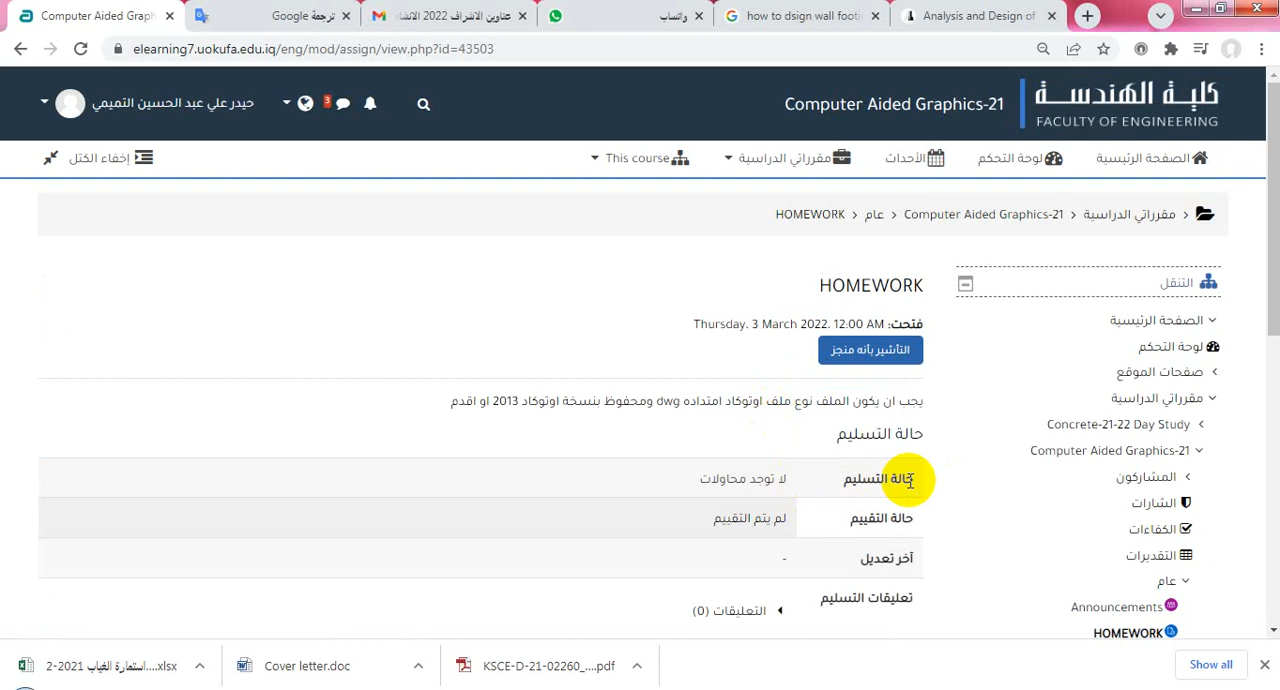 Computer Aided Graph
ترجمة Google
عناوين الاشراف 2022 الانشا
واتساب
how to dsign wall footi
Analysis and Design of
elearning7.uokufa.edu.iq/eng/mod/assign/view.php?id=43503
كلية الهندسة
FACULTY OF ENGINEERING
Computer Aided Graphics-21
3
حيدر علي عبد الحسين التميمي
الصفحة الرئيسية
لوحة التحكم
الأحداث
مقرراتي الدراسية
This course
إخفاء الكتل
مقرراتي الدراسية > Computer Aided Graphics-21 > عام > HOMEWORK
التنقل
الصفحة الرئيسية
لوحة التحكم
صفحات الموقع
مقرراتي الدراسية
Concrete-21-22 Day Study
Computer Aided Graphics-21
المشاركون
الشارات
الكفاءات
التقديرات
عام
Announcements
HOMEWORK
HOMEWORK
فتحت: Thursday. 3 March 2022. 12:00 AM
التأشير بأنه منجز
يجب ان يكون الملف نوع ملف اوتوكاد امتداده dwg ومحفوظ بنسخة اوتوكاد 2013 او اقدم
حالة التسليم
حالة التسليم لا توجد محاولات
حالة التقييم لم يتم التقييم
آخر تعديل -
تعليقات التسليم
التعليقات (0)
استمارة الغياب 2021-2....xlsx
Cover letter.doc
KSCE-D-21-02260_....pdf
Show all